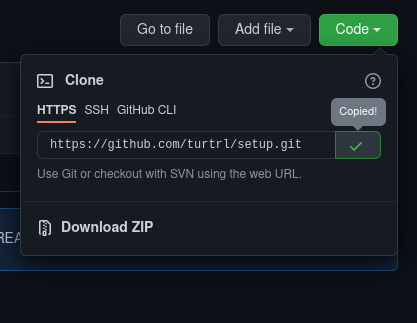 Go to file Add file Code
Clone
Copied!
HTTPS SSH GitHub CLI
https://github.com/turtrl/setup.git
Use Git or checkout with SVN using the web URL.
Download ZIP